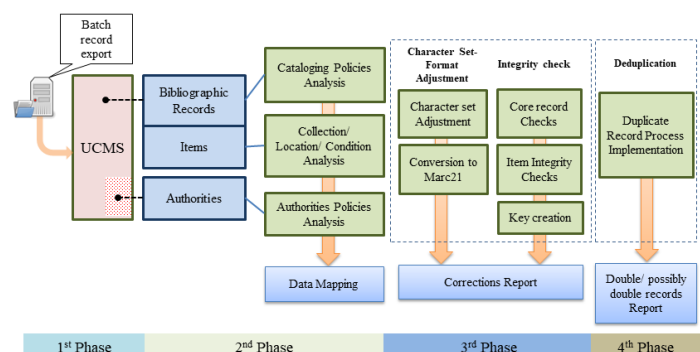 Batch
record
export
UCMS
Bibliographic
Records
Items
Authorities
Cataloging Policies
Analysis
Collection/
Location/ Condition
Analysis
Authorities Policies
Analysis
Data Mapping
Character Set-
Format
Adjustment
Character set
Adjustment
Conversion to
Marc21
Integrity check
Core record
Checks
Item Integrity
Checks
Key creation
Corrections Report
Deduplication
Duplicate
Record Process
Implementation
Double/ possibly
double records
Report
1st Phase
2nd Phase
3rd Phase
4th Phase